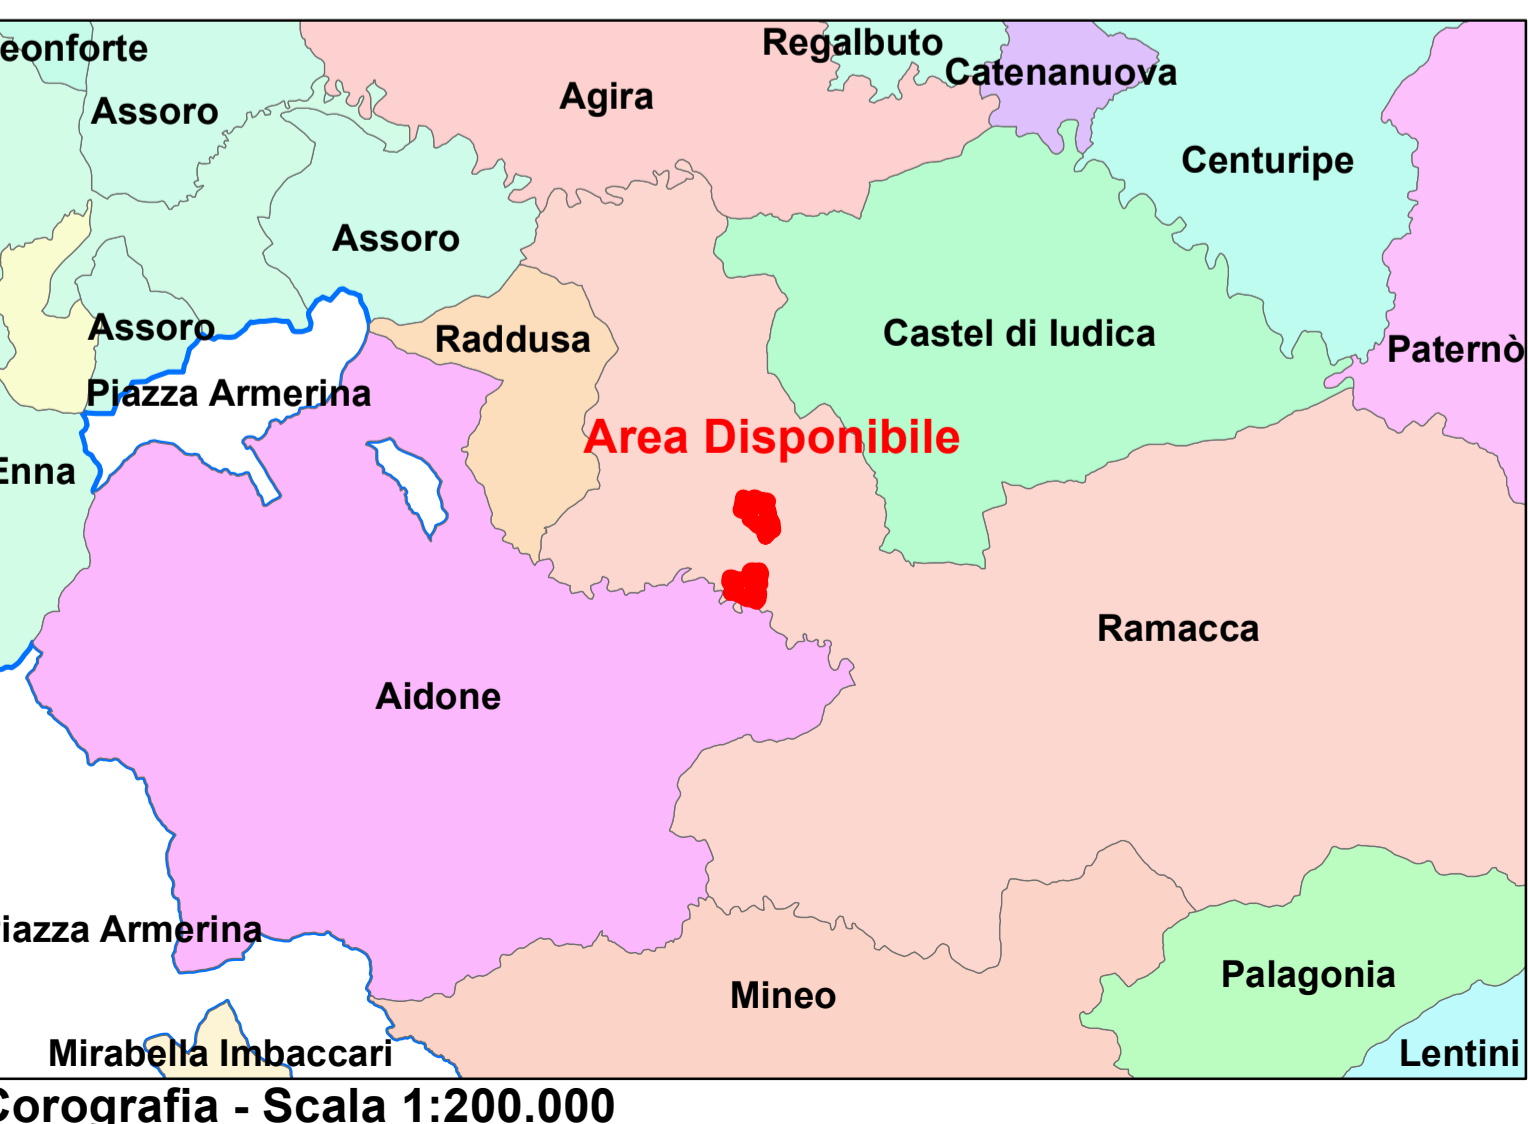 eonforte
Regalbuto
Catenanuova
Agira
Assoro
Centuripe
Assoro
Assoro
Raddusa
Castel di Iudica
Paternò
Piazza Armerina
Area Disponibile
Enna
Ramacca
Aidone
iazza Armerina
Palagonia
Mineo
Mirabella Imbaccari
Lentini
Corografia - Scala 1:200.000